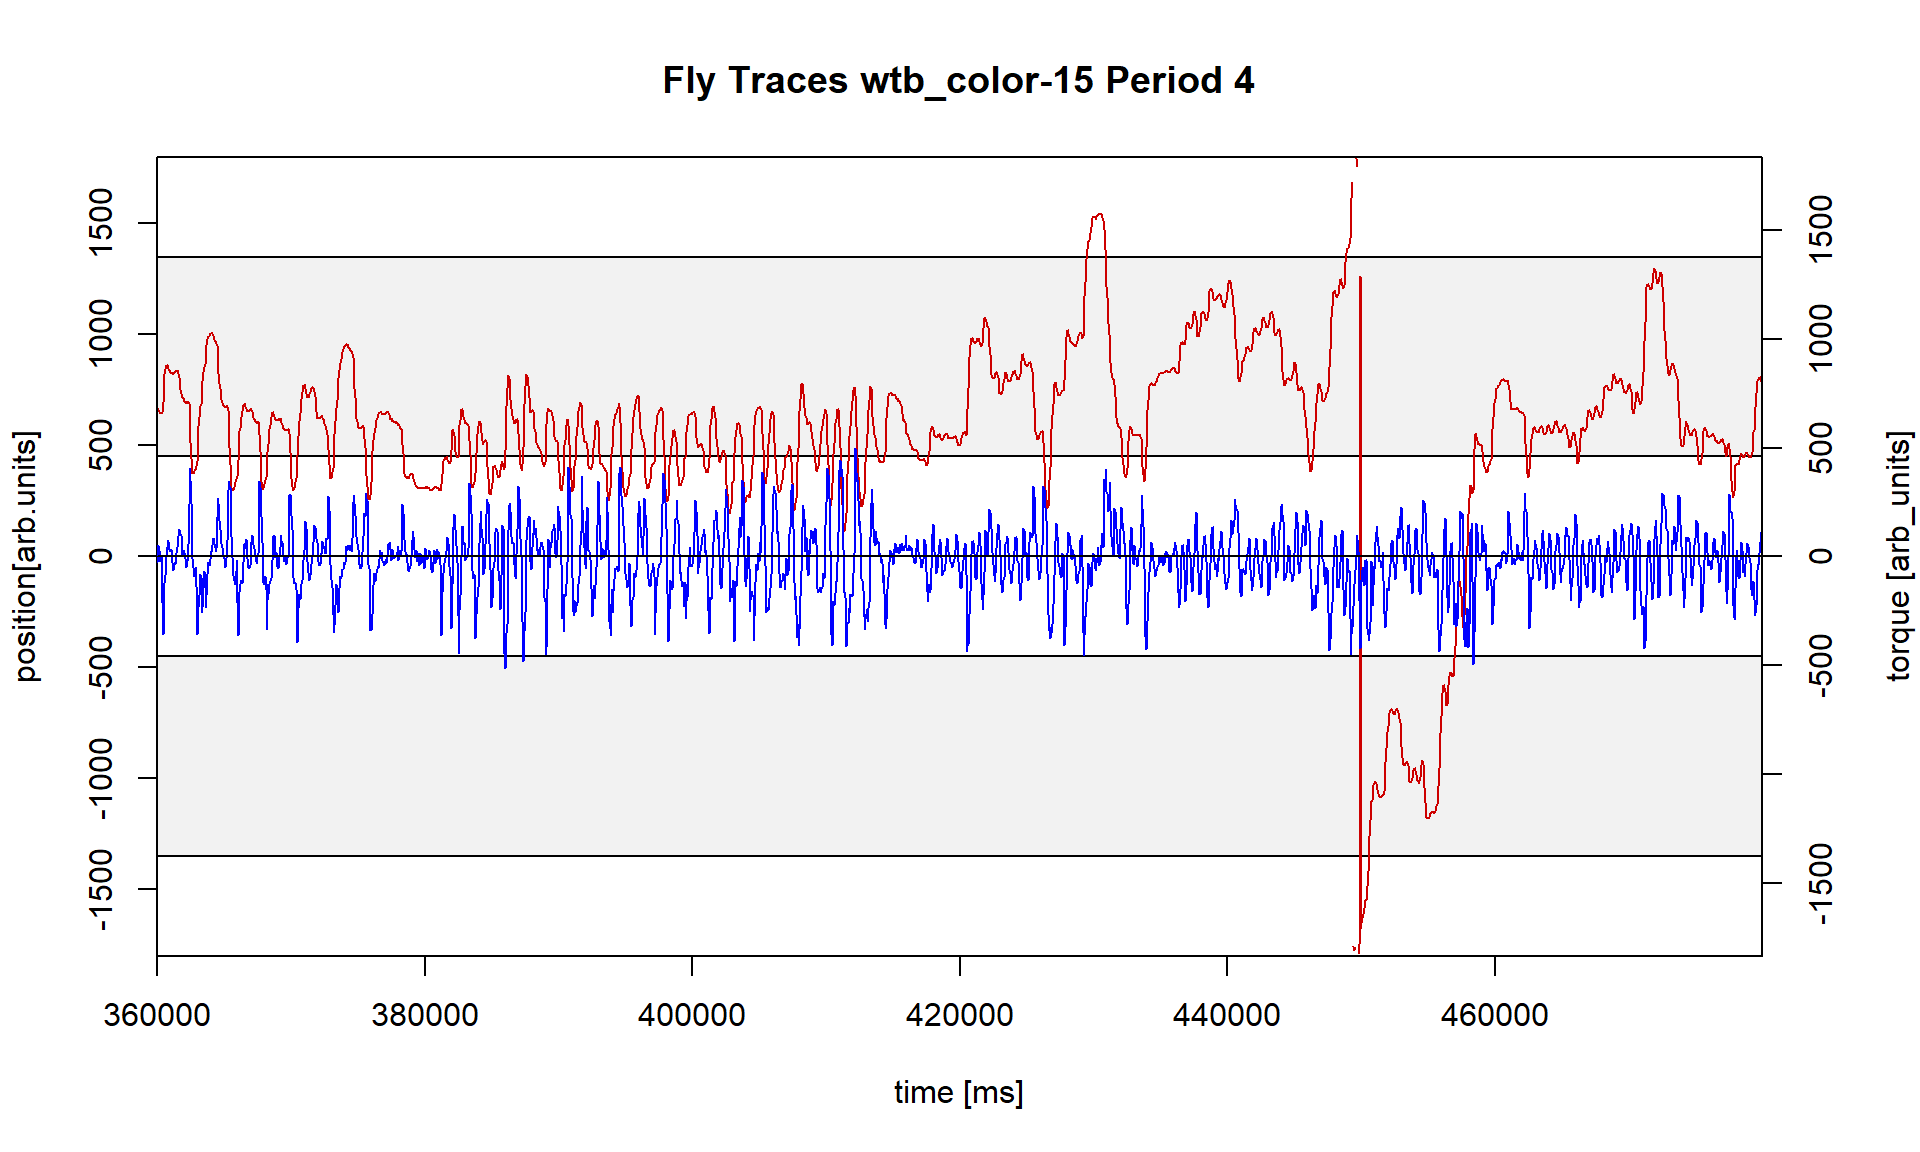 Fly Traces wtb_color-15 Period 4
position[arb.units]
1500
1000
500
0
-500
-1000
-1500
1500
1000
500
0
-500
-1500
torque [arb_units]
360000 380000 400000 420000 440000 460000
time [ms]